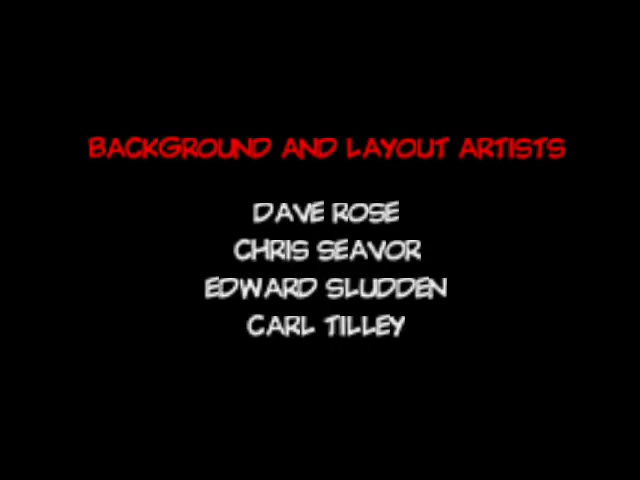 BACKGROUND AND LAYOUT ARTISTS
DAVE ROSE
CHRIS SEAVOR
EDWARD SLUDDEN
CARL TILLEY